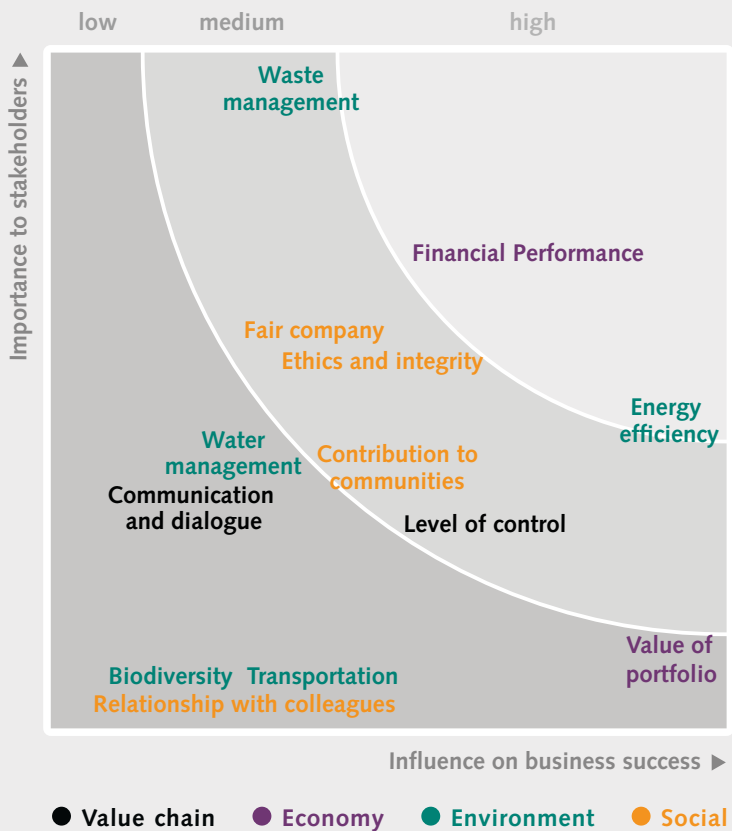 low medium high
Importance to stakeholders ▶
Waste
management
Financial Performance
Fair company
Ethics and integrity
Energy
efficiency
Water
management
Contribution to
communities
Communication
and dialogue
Level of control
Value of
portfolio
Biodiversity Transportation
Relationship with colleagues
Influence on business success ▶
● Value chain ● Economy ● Environment ● Social